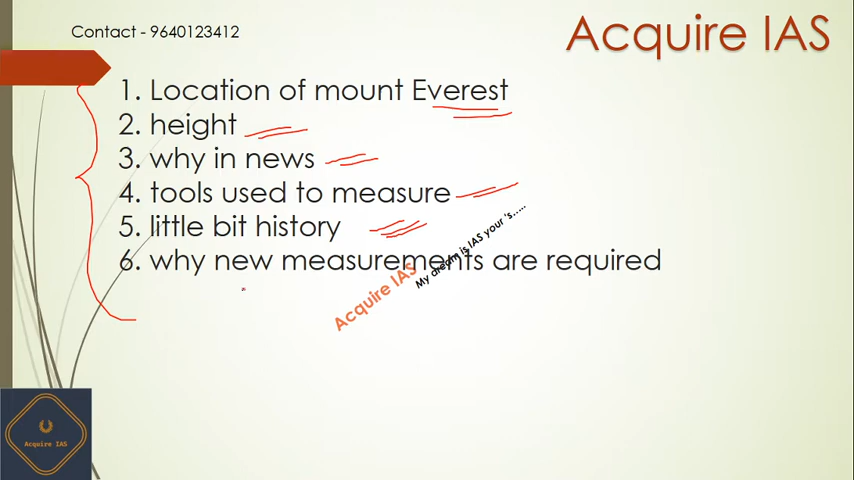 Contact - 9640123412
Acquire IAS
1. Location of mount Everest
2. height
3. why in news
4. tools used to measure
5. little bit history
6. why new measurements are required
My dream is IAS your 's.....
Acquire IAS
Acquire IAS